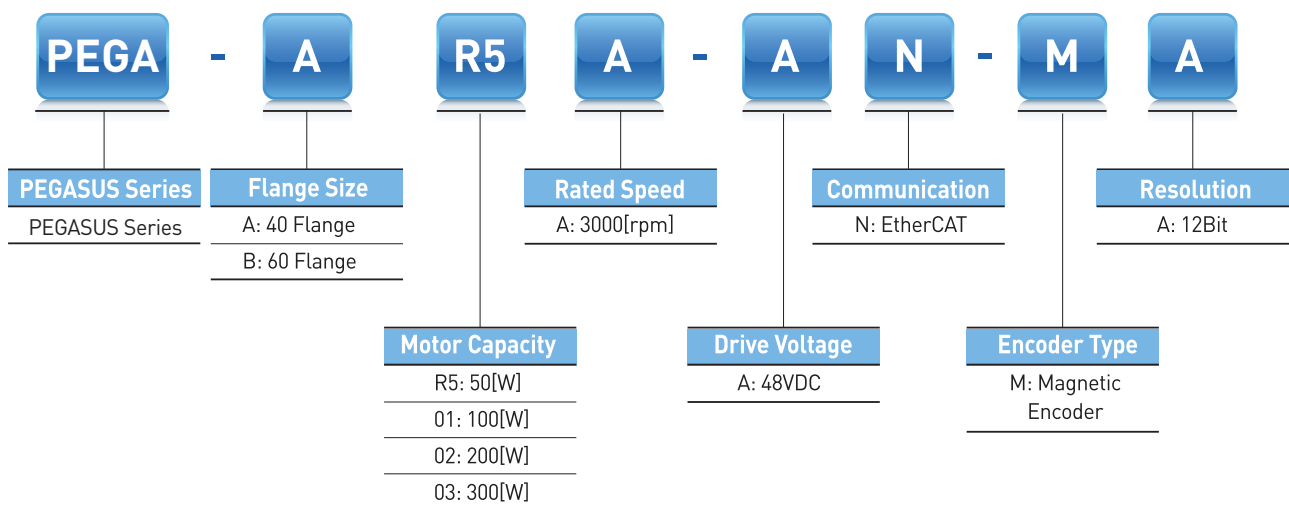 PEGA - A R5 A - A N - M A
PEGASUS Series
PEGASUS Series
Flange Size
A: 40 Flange
B: 60 Flange
Motor Capacity
R5: 50[W]
01: 100[W]
02: 200[W]
03: 300[W]
Rated Speed
A: 3000[rpm]
Drive Voltage
A: 48VDC
Communication
N: EtherCAT
Encoder Type
M: Magnetic
Encoder
Resolution
A: 12Bit